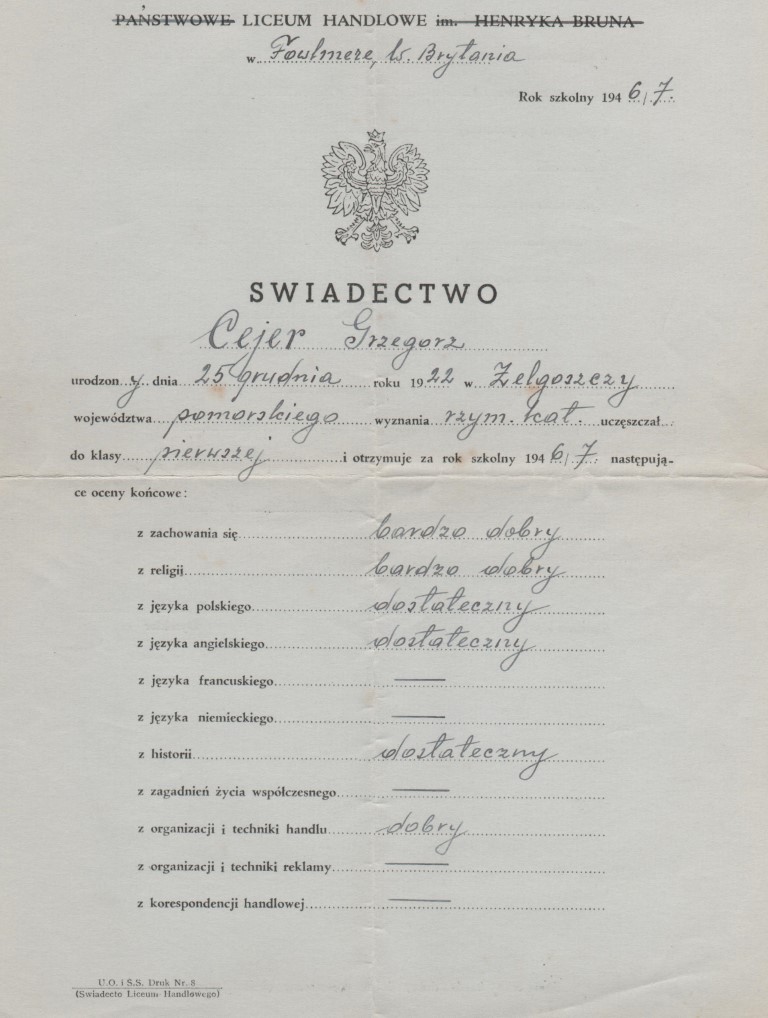 PAŃSTWOWE LICEUM HANDLOWE im. HENRYKA BRUNA
w Fowlmere, W. Brytania
Rok szkolny 1946/7.
SWIADECTWO
Cejer Grzegorz
urodzony dnia 25 grudnia roku 1922 w Zelgoszczy
województwa pomorskiego wyznania rzym. kat. uczęszczał
do klasy pierwszej i otrzymuje za rok szkolny 1946/7. następują-
ce oceny końcowe:
z zachowania się bardzo dobry
z religii bardzo dobry
z języka polskiego dostateczny
z języka angielskiego dostateczny
z języka francuskiego —
z języka niemieckiego —
z historii dostateczny
z zagadnień życia współczesnego —
z organizacji i techniki handlu dobry
z organizacji i techniki reklamy —
z korespondencji handlowej —
U.O. i S.S. Druk Nr. 8
(Swiadecto Liceum Handlowego)